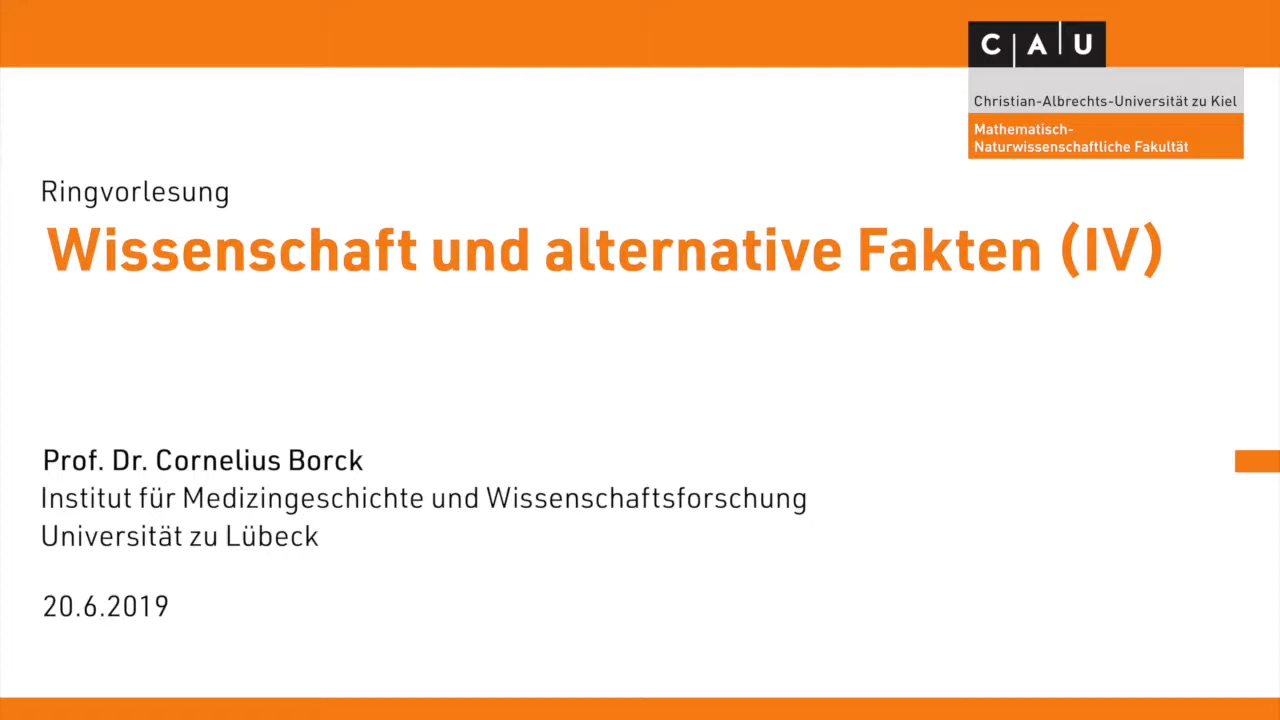 C A U
Christian-Albrechts-Universität zu Kiel
Mathematisch-
Naturwissenschaftliche Fakultät
Ringvorlesung
Wissenschaft und alternative Fakten (IV)
Prof. Dr. Cornelius Borck
Institut für Medizingeschichte und Wissenschaftsforschung
Universität zu Lübeck
20.6.2019